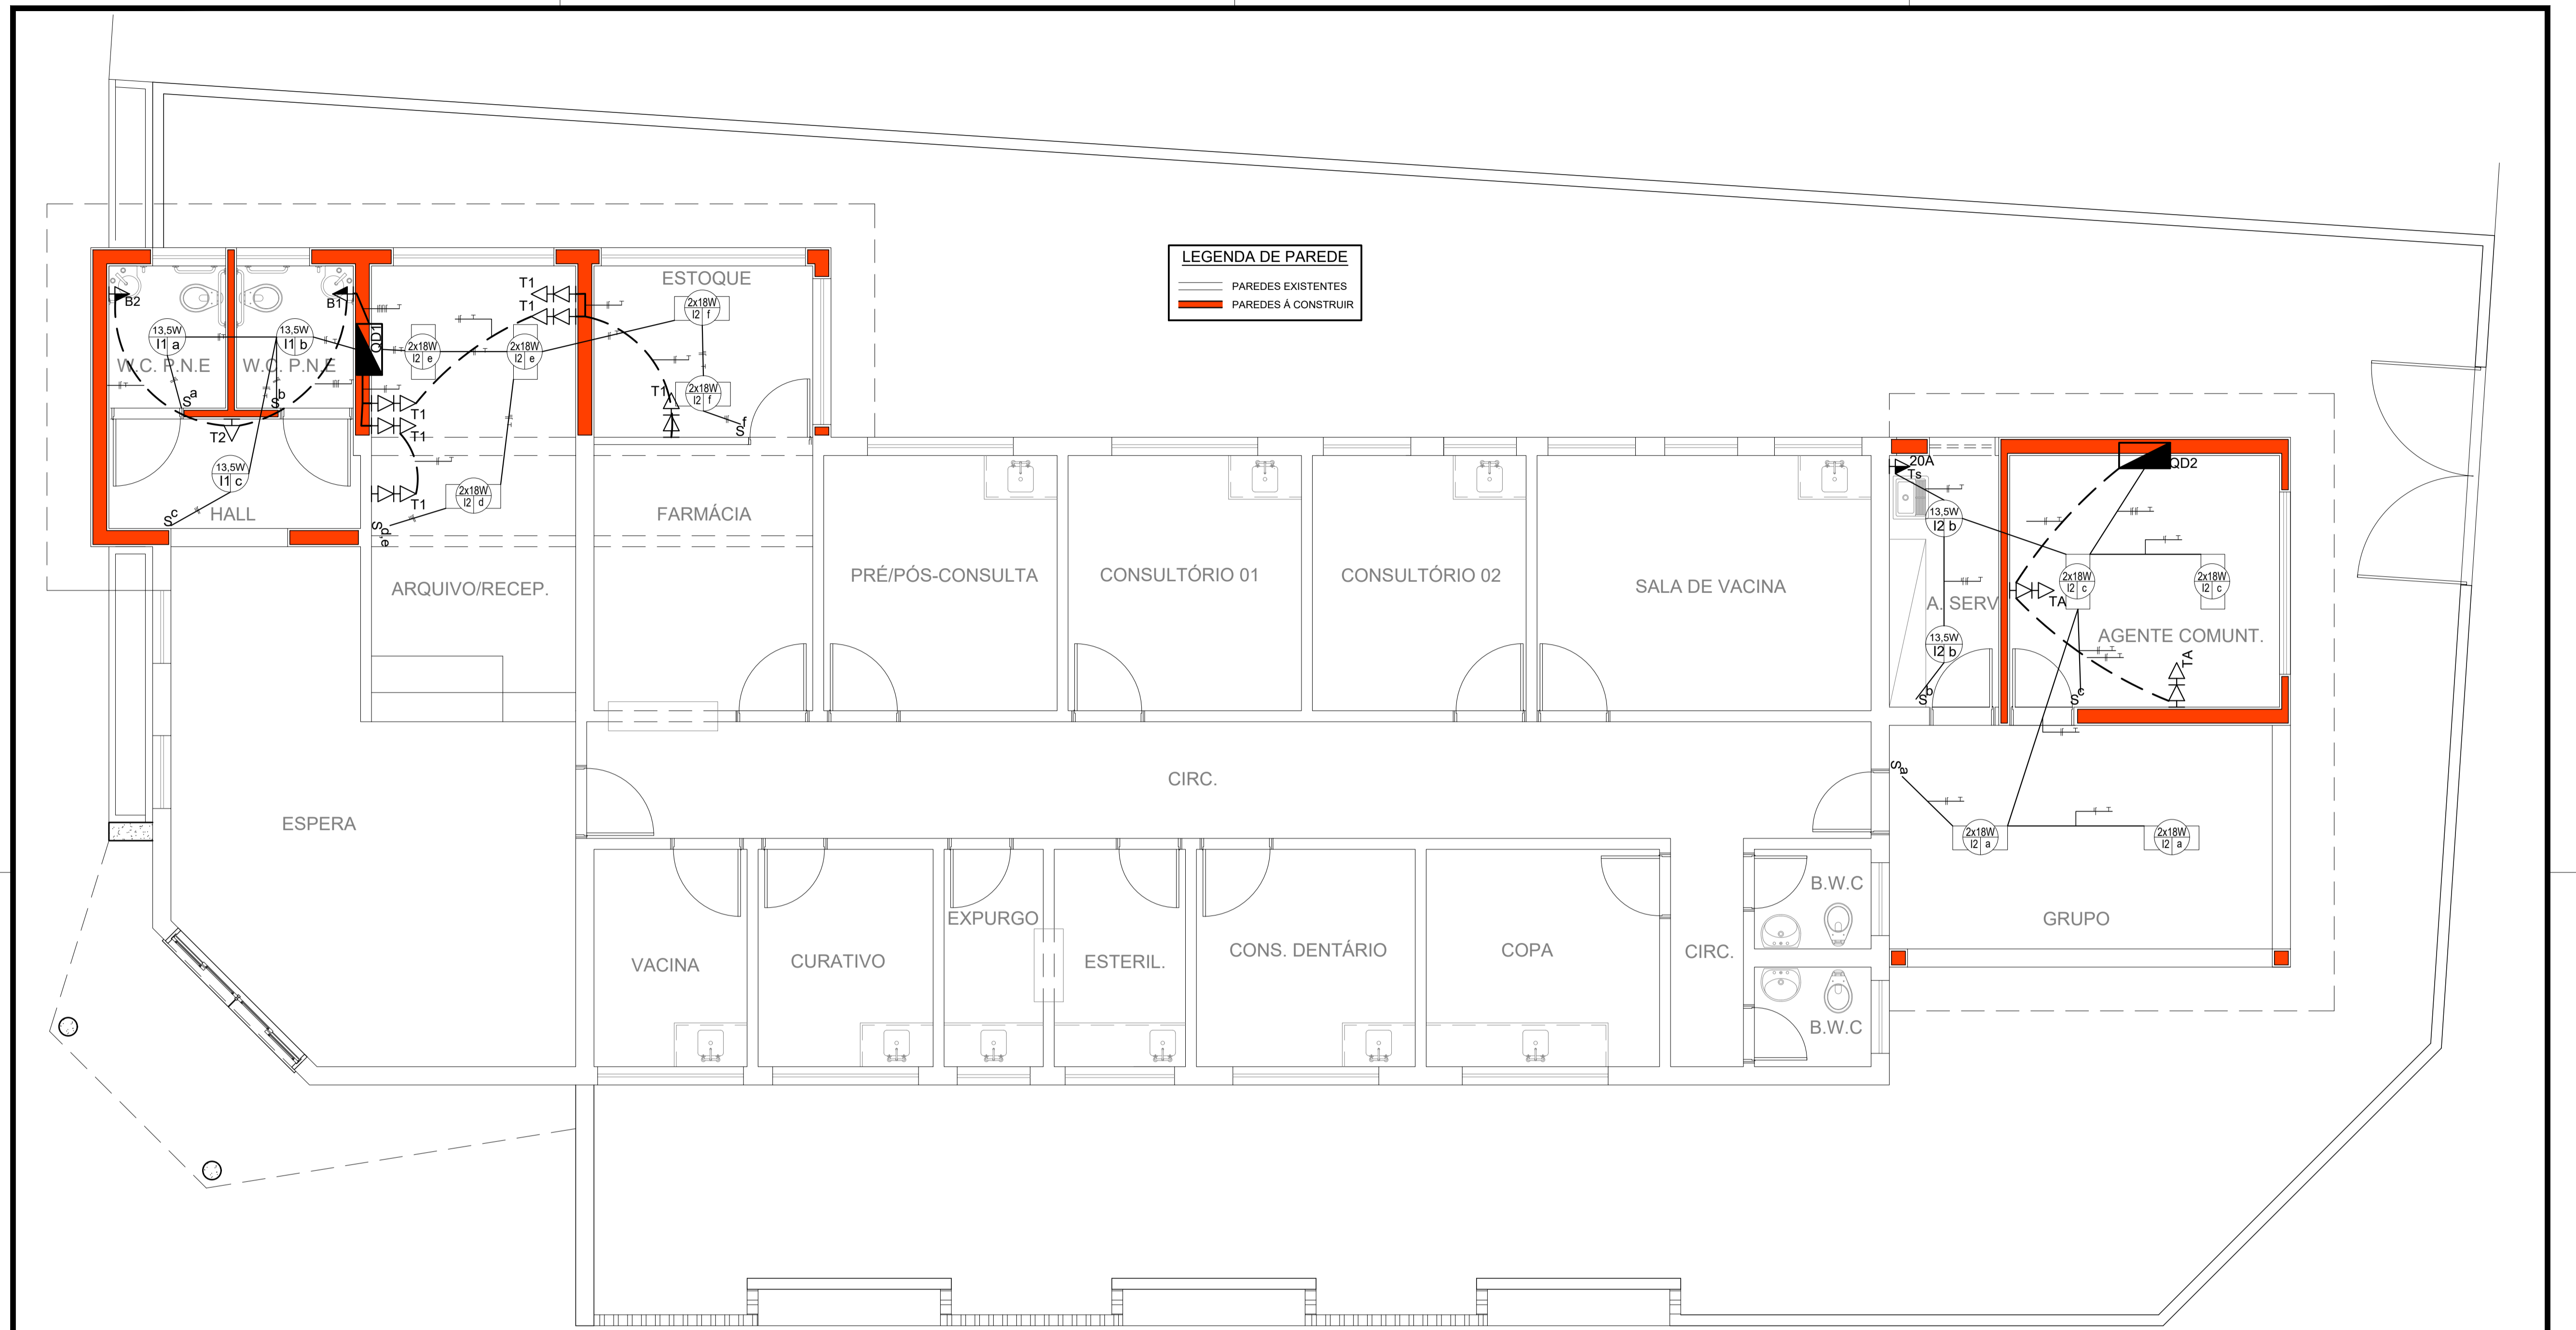 LEGENDA DE PAREDE
PAREDES EXISTENTES
PAREDES Á CONSTRUIR
B2
B1
13,5W
I1 a
13,5W
I1 b
W.C. P.N.E
W.C. P.N.E
S a
S b
T2
13,5W
I1 c
S c
HALL
QD1
T1
T1
2x18W
I2 e
2x18W
I2 e
T1
T1
T1
2x18W
I2 d
S d,e
ARQUIVO/RECEP.
ESTOQUE
2x18W
I2 f
2x18W
I2 f
T1
S f
FARMÁCIA
PRÉ/PÓS-CONSULTA
CONSULTÓRIO 01
CONSULTÓRIO 02
SALA DE VACINA
20A
Ts
13,5W
I2 b
A. SERV
13,5W
I2 b
S b
QD2
2x18W
I2 c
2x18W
I2 c
TA
AGENTE COMUNT.
TA
S c
CIRC.
ESPERA
S a
2x18W
I2 a
2x18W
I2 a
GRUPO
VACINA
CURATIVO
EXPURGO
ESTERIL.
CONS. DENTÁRIO
COPA
CIRC.
B.W.C
B.W.C